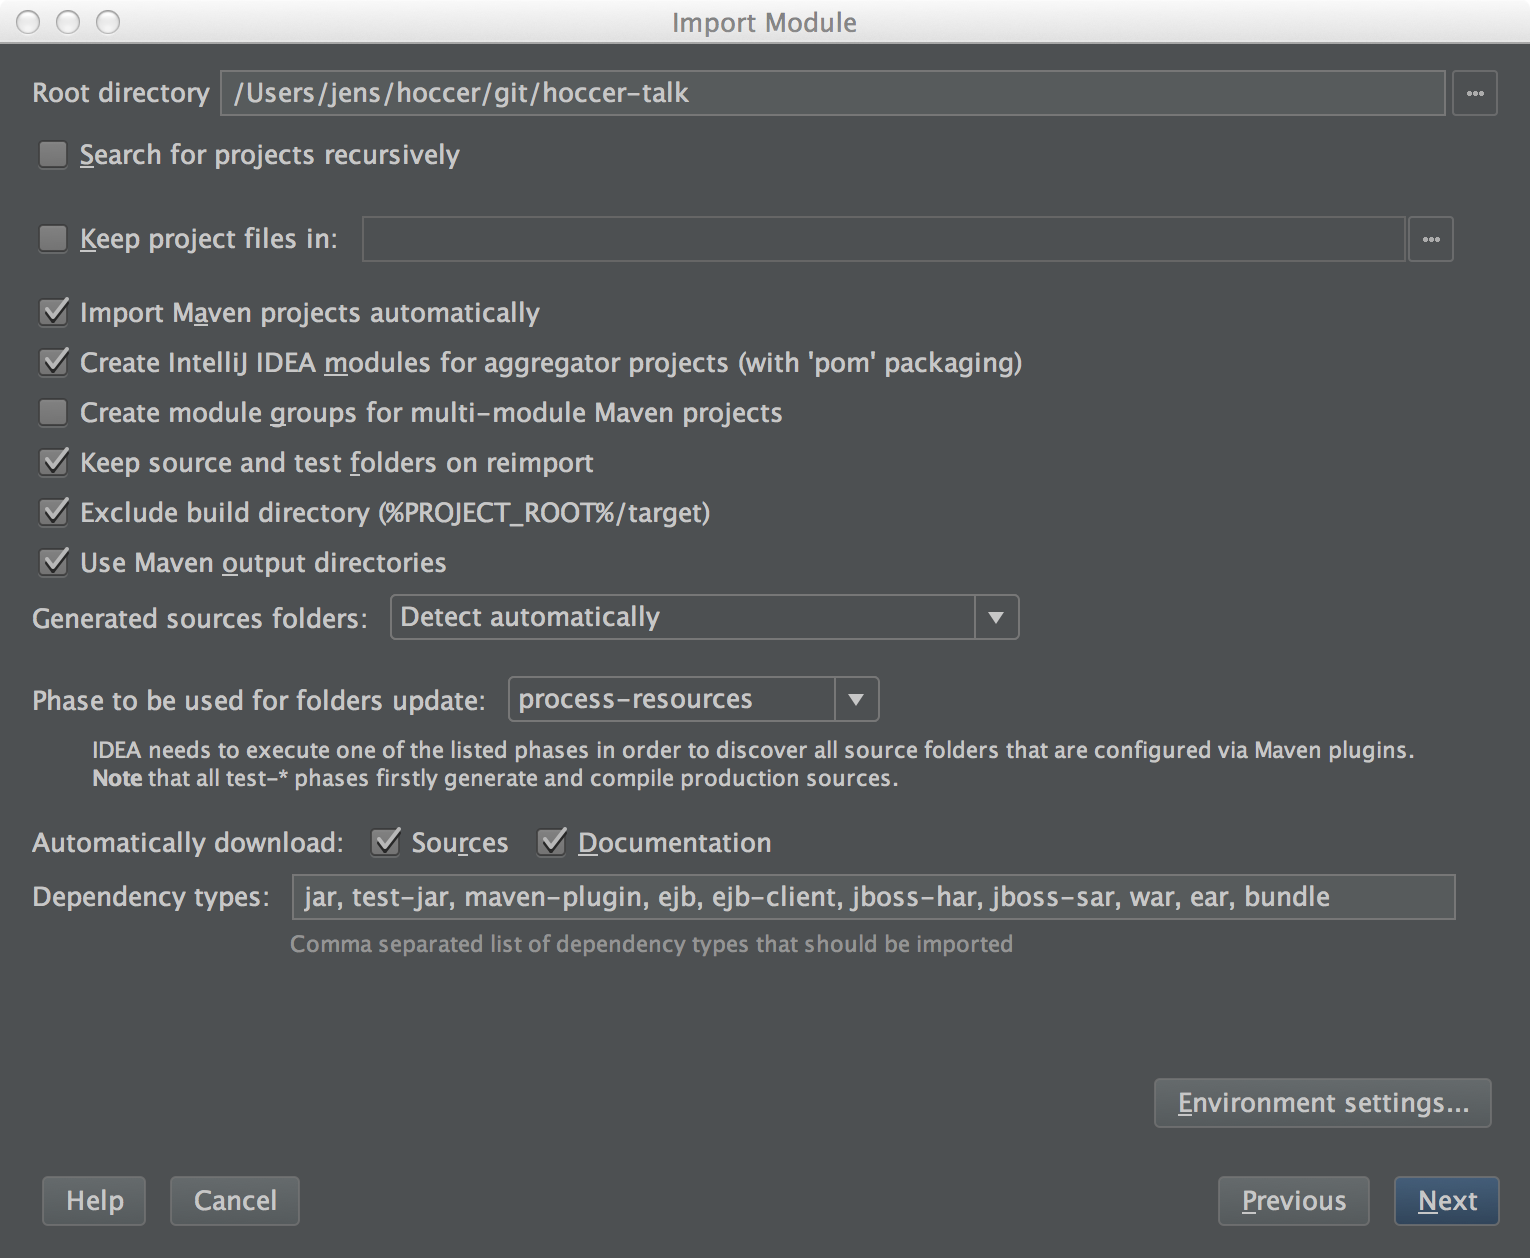 Import Module
Root directory /Users/jens/hoccer/git/hoccer-talk ...
Search for projects recursively
Keep project files in: ...
Import Maven projects automatically
Create IntelliJ IDEA modules for aggregator projects (with 'pom' packaging)
Create module groups for multi-module Maven projects
Keep source and test folders on reimport
Exclude build directory (%PROJECT_ROOT%/target)
Use Maven output directories
Generated sources folders: Detect automatically
Phase to be used for folders update: process-resources
IDEA needs to execute one of the listed phases in order to discover all source folders that are configured via Maven plugins.
Note that all test-* phases firstly generate and compile production sources.
Automatically download: Sources Documentation
Dependency types: jar, test-jar, maven-plugin, ejb, ejb-client, jboss-har, jboss-sar, war, ear, bundle
Comma separated list of dependency types that should be imported
Environment settings...
Help Cancel Previous Next